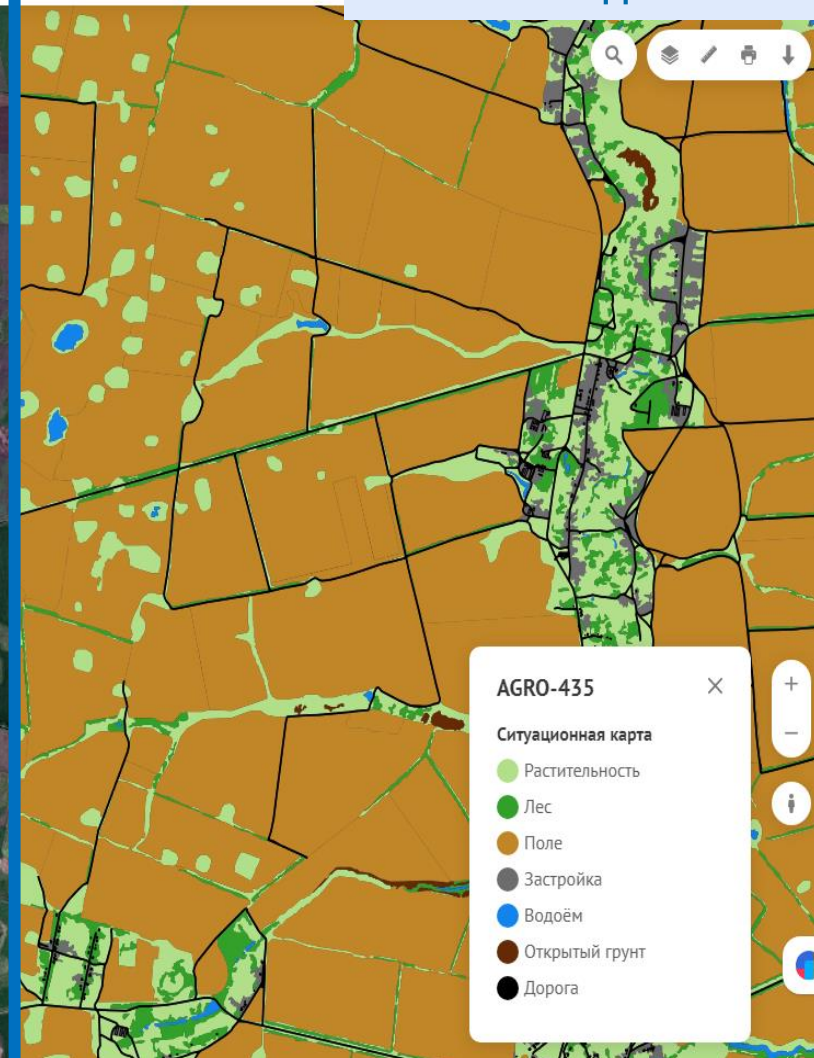 AGRO-435
Ситуационная карта
Растительность
Лес
Поле
Застройка
Водоём
Открытый грунт
Дорога